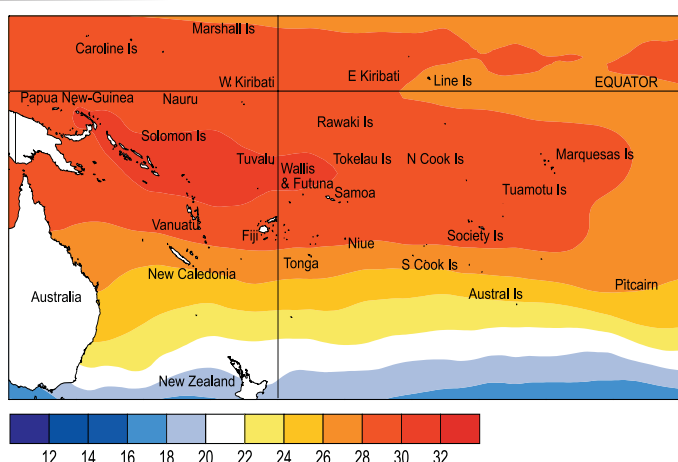 Marshall Is
Caroline Is
W. Kiribati
E Kiribati
Line Is
EQUATOR
Papua New-Guinea
Nauru
Rawaki Is
Solomon Is
Tuvalu
Wallis
& Futuna
Tokelau Is
N Cook Is
Marquesas Is
Samoa
Tuamotu Is
Vanuatu
Fiji
Niue
Society Is
Tonga
S Cook Is
New Caledonia
Australia
Austral Is
Pitcairn
New Zealand
12 14 16 18 20 22 24 26 28 30 32